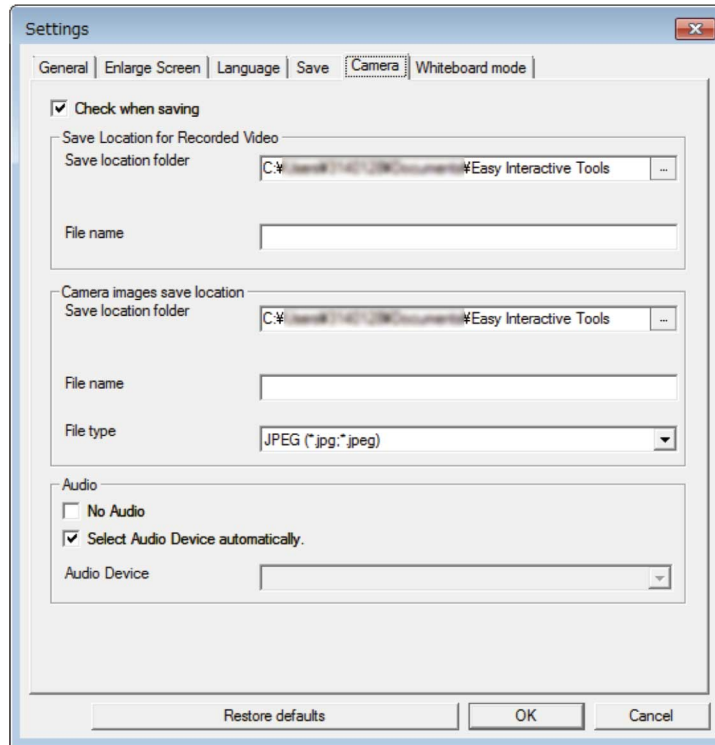 Settings
General Enlarge Screen Language Save Camera Whiteboard mode
Check when saving
Save Location for Recorded Video
Save location folder C:¥ ¥Easy Interactive Tools ...
File name
Camera images save location
Save location folder C:¥ ¥Easy Interactive Tools ...
File name
File type JPEG (*.jpg;*.jpeg)
Audio
No Audio
Select Audio Device automatically.
Audio Device
Restore defaults OK Cancel